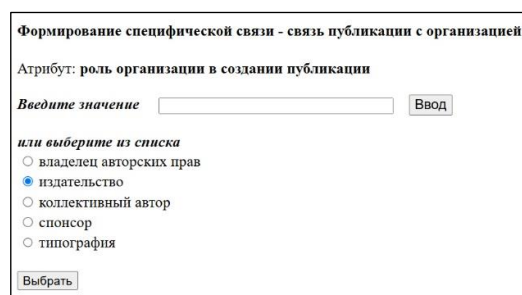 Формирование специфической связи - связь публикации с организацией
Атрибут: роль организации в создании публикации
Введите значение Ввод
или выберите из списка
владелец авторских прав
издательство
коллективный автор
спонсор
типография
Выбрать